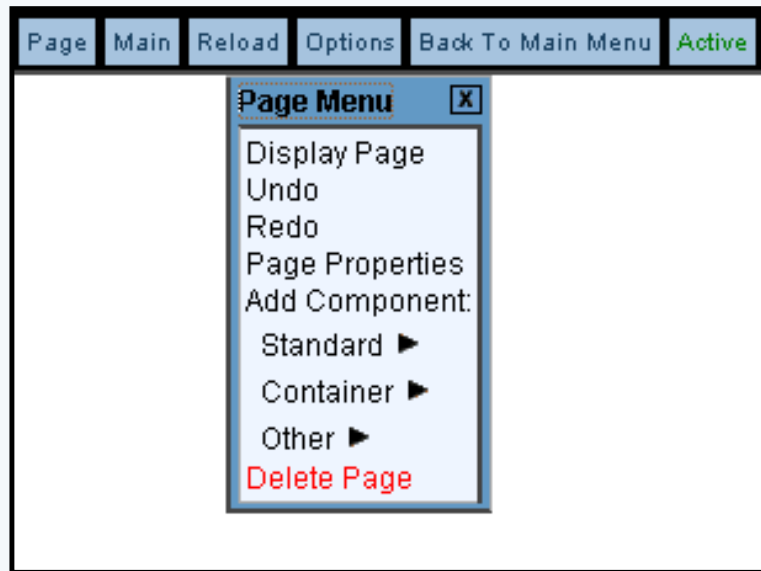 Page Main Reload Options Back To Main Menu Active
Page Menu X
Display Page
Undo
Redo
Page Properties
Add Component:
Standard ►
Container ►
Other ►
Delete Page